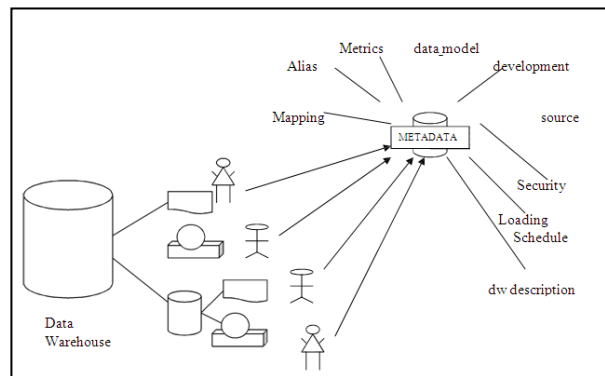 Metrics data_model
Alias development
Mapping source
METADATA
Security
Loading
Schedule
dw description
Data
Warehouse